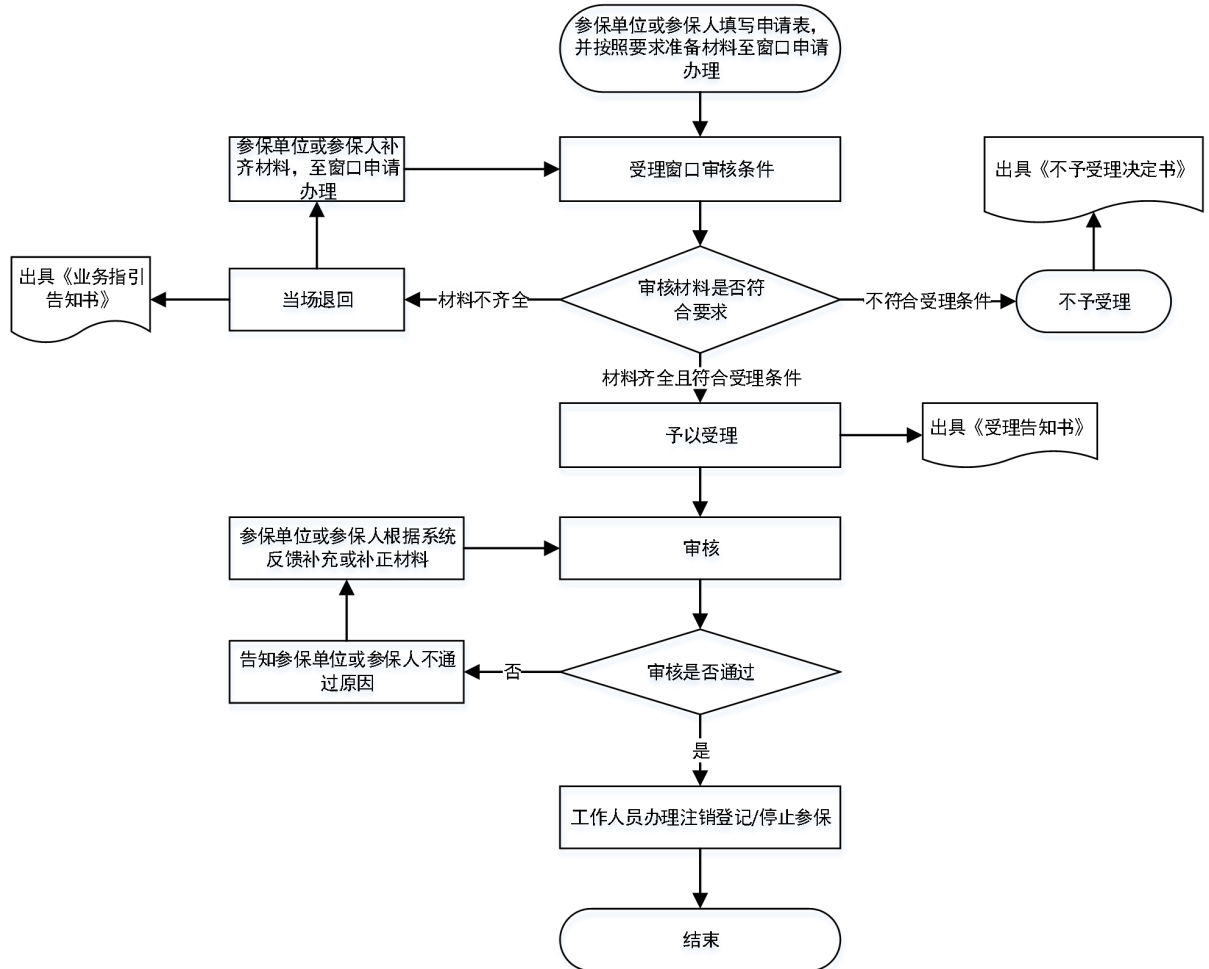 参保单位或参保人填写申请表，
并按照要求准备材料至窗口申请
办理
参保单位或参保人补
齐材料，至窗口申请
办理
受理窗口审核条件
出具《不予受理决定书》
出具《业务指引
告知书》
当场退回
材料不齐全
审核材料是否符
合要求
不符合受理条件
不予受理
材料齐全且符合受理条件
予以受理
出具《受理告知书》
参保单位或参保人根据系统
反馈补充或补正材料
审核
告知参保单位或参保人不通
过原因
否
审核是否通过
是
工作人员办理注销登记/停止参保
结束